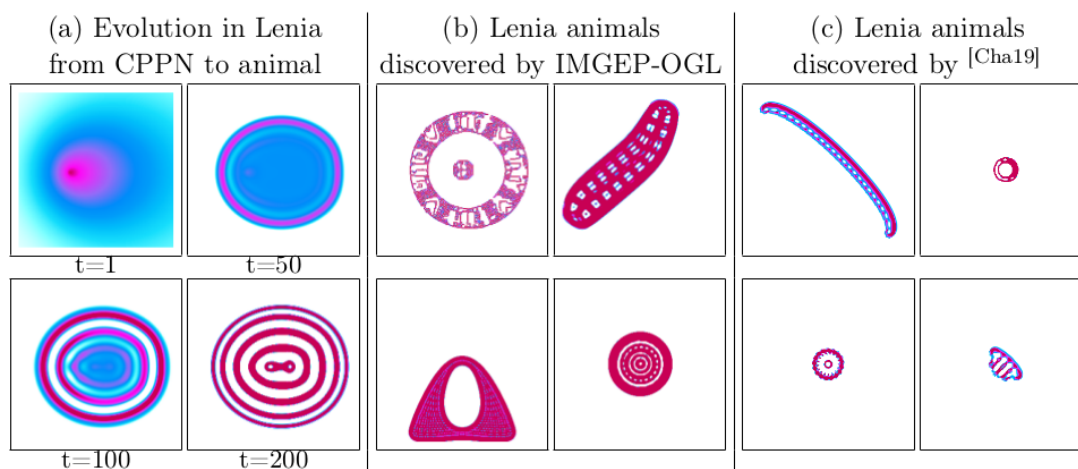 (a) Evolution in Lenia
from CPPN to animal
(b) Lenia animals
discovered by IMGEP-OGL
(c) Lenia animals
discovered by [Cha19]
t=1
t=50
t=100
t=200